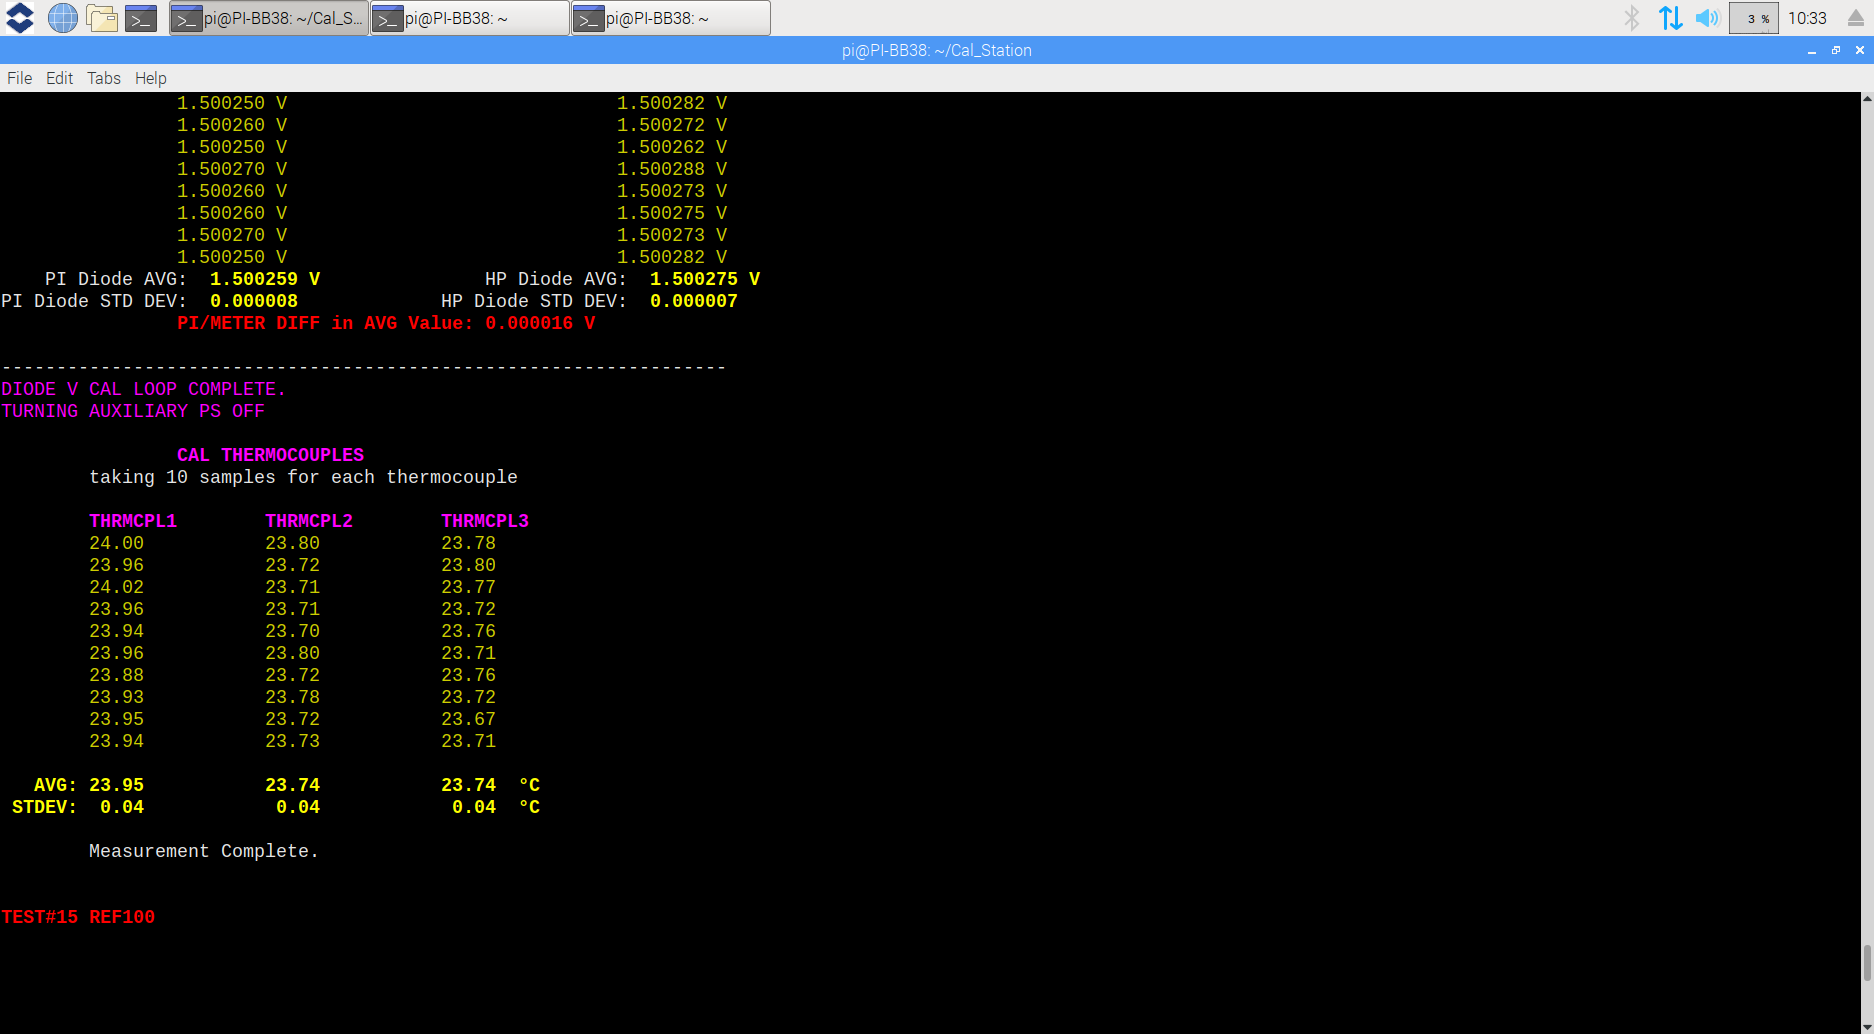 pi@PI-BB38: ~/Cal_S... pi@PI-BB38: ~ pi@PI-BB38: ~ 3 % 10:33
pi@PI-BB38: ~/Cal_Station
File Edit Tabs Help
1.500250 V 1.500282 V
1.500260 V 1.500272 V
1.500250 V 1.500262 V
1.500270 V 1.500288 V
1.500260 V 1.500273 V
1.500260 V 1.500275 V
1.500270 V 1.500273 V
1.500250 V 1.500282 V
PI Diode AVG: 1.500259 V HP Diode AVG: 1.500275 V
PI Diode STD DEV: 0.000008 HP Diode STD DEV: 0.000007
PI/METER DIFF in AVG Value: 0.000016 V
------------------------------------------------------------------
DIODE V CAL LOOP COMPLETE.
TURNING AUXILIARY PS OFF
CAL THERMOCOUPLES
taking 10 samples for each thermocouple
THRMCPL1 THRMCPL2 THRMCPL3
24.00 23.80 23.78
23.96 23.72 23.80
24.02 23.71 23.77
23.96 23.71 23.72
23.94 23.70 23.76
23.96 23.80 23.71
23.88 23.72 23.76
23.93 23.78 23.72
23.95 23.72 23.67
23.94 23.73 23.71
AVG: 23.95 23.74 23.74 °C
STDEV: 0.04 0.04 0.04 °C
Measurement Complete.
TEST#15 REF100